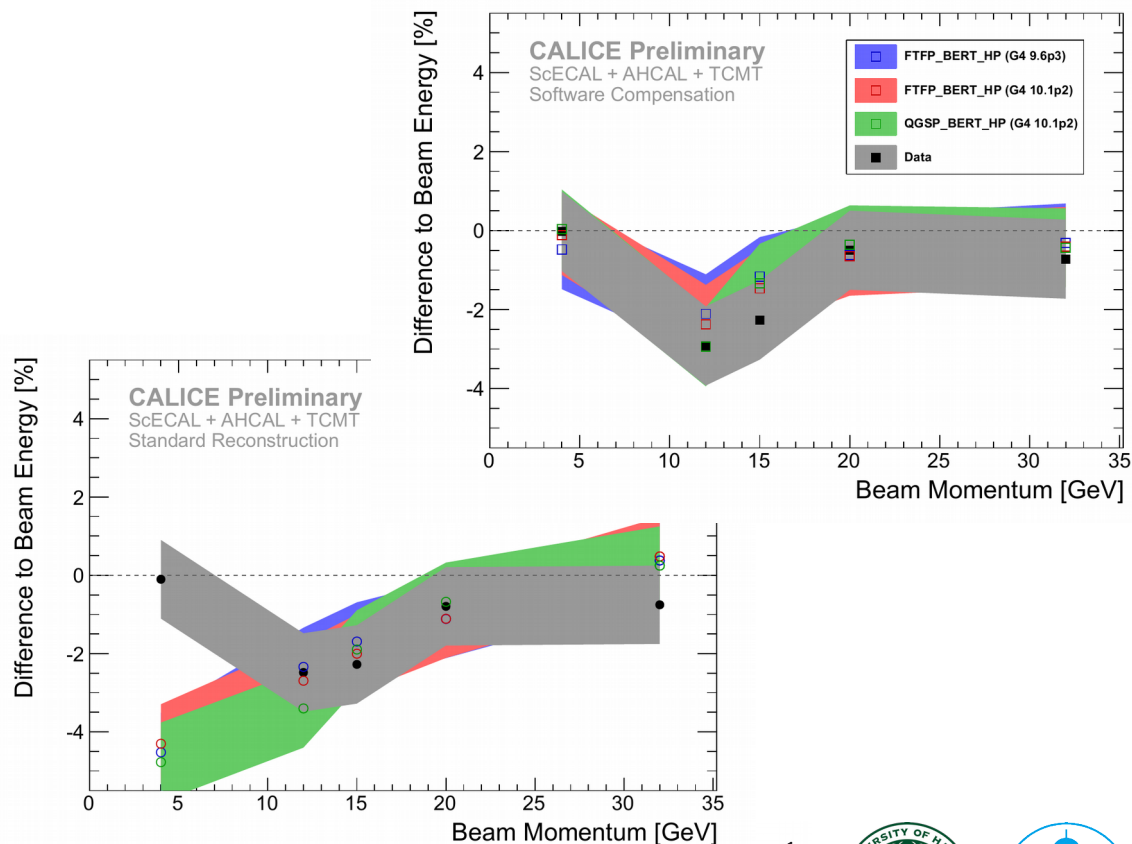 Difference to Beam Energy [%]
CALICE Preliminary
ScECAL + AHCAL + TCMT
Software Compensation
FTFP_BERT_HP (G4 9.6p3)
FTFP_BERT_HP (G4 10.1p2)
QGSP_BERT_HP (G4 10.1p2)
Data
4
2
0
-2
-4
0 5 10 15 20 25 30 35
Beam Momentum [GeV]
Difference to Beam Energy [%]
CALICE Preliminary
ScECAL + AHCAL + TCMT
Standard Reconstruction
4
2
0
-2
-4
0 5 10 15 20 25 30 35
Beam Momentum [GeV]